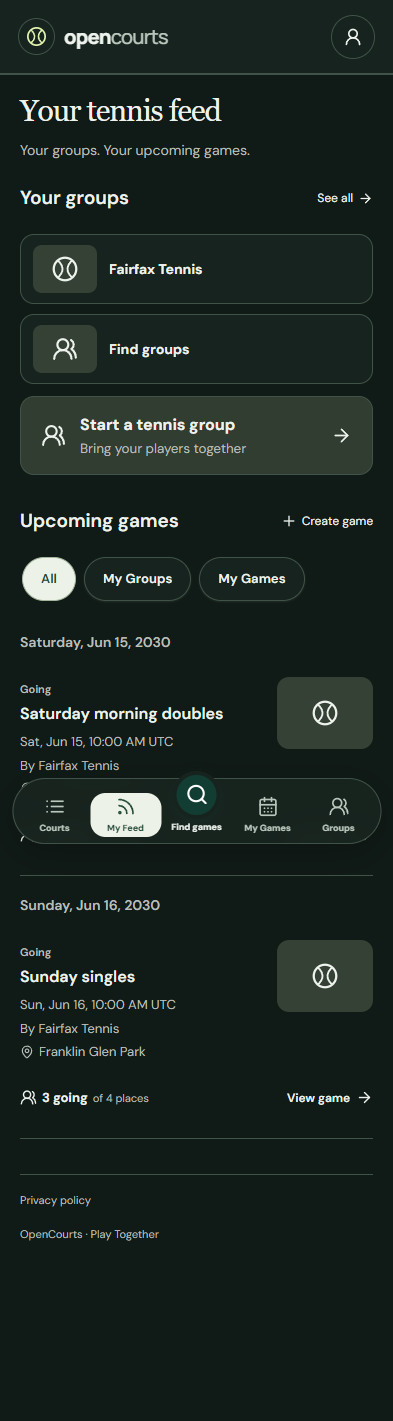 opencourts
Your tennis feed
Your groups. Your upcoming games.
Your groups
See all
Fairfax Tennis
Find groups
Start a tennis group
Bring your players together
Upcoming games
Create game
All
My Groups
My Games
Saturday, Jun 15, 2030
Going
Saturday morning doubles
Sat, Jun 15, 10:00 AM UTC
By Fairfax Tennis
Courts
My Feed
Find games
My Games
Groups
Sunday, Jun 16, 2030
Going
Sunday singles
Sun, Jun 16, 10:00 AM UTC
By Fairfax Tennis
Franklin Glen Park
3 going of 4 places
View game
Privacy policy
OpenCourts · Play Together